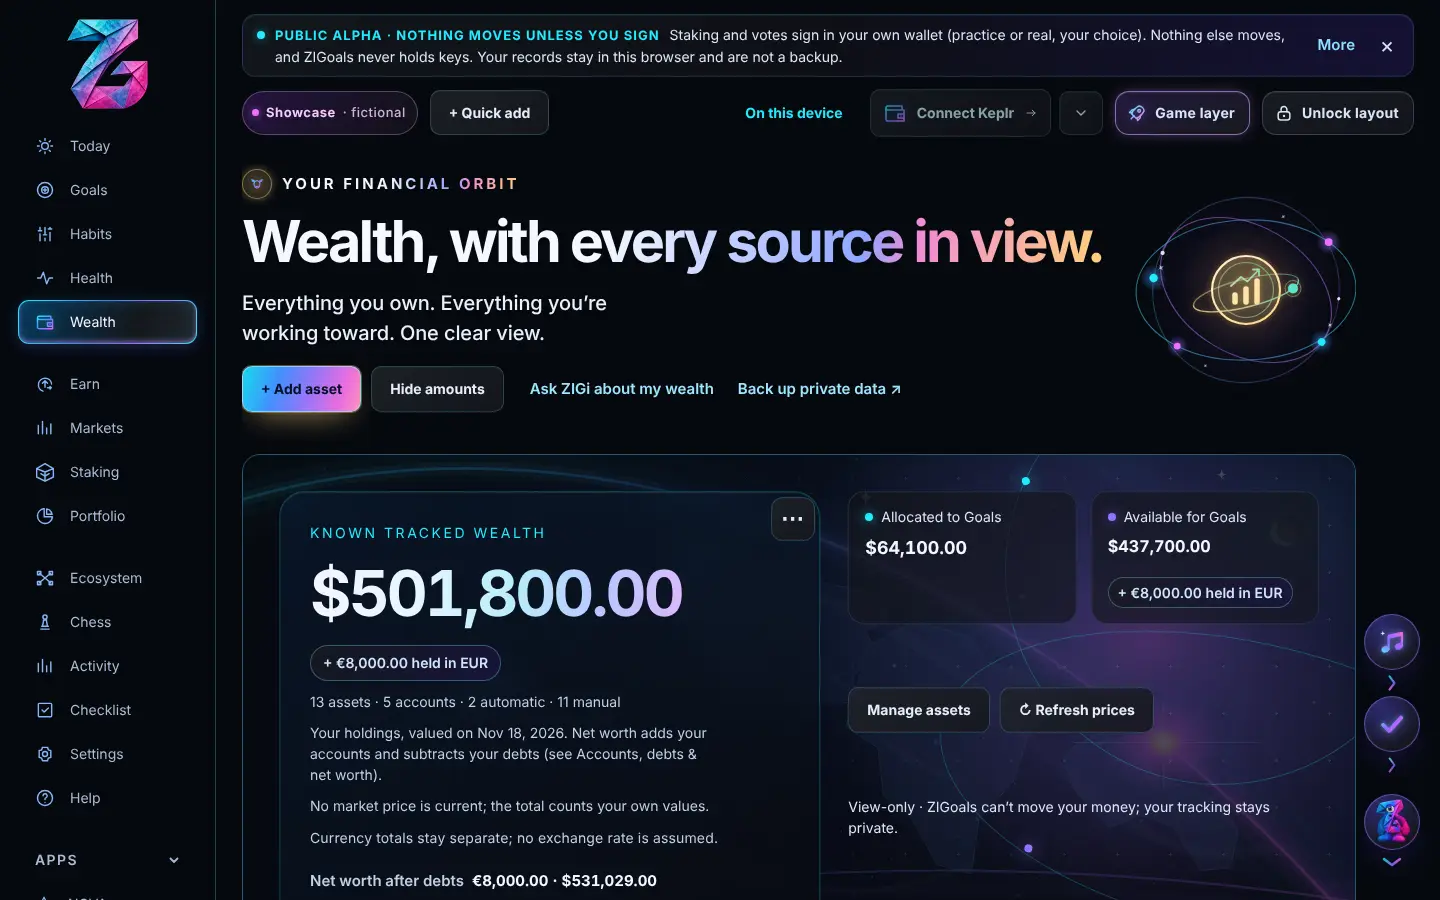 PUBLIC ALPHA · NOTHING MOVES UNLESS YOU SIGN Staking and votes sign in your own wallet (practice or real, your choice). Nothing else moves,
and ZIGoals never holds keys. Your records stay in this browser and are not a backup.
More
Showcase · fictional
+ Quick add
On this device
Connect Keplr →
Game layer
Unlock layout
Today
Goals
Habits
Health
Wealth
Earn
Markets
Staking
Portfolio
Ecosystem
Chess
Activity
Checklist
Settings
Help
APPS
YOUR FINANCIAL ORBIT
Wealth, with every source in view.
Everything you own. Everything you’re
working toward. One clear view.
+ Add asset
Hide amounts
Ask ZIGi about my wealth
Back up private data ↗
KNOWN TRACKED WEALTH
$501,800.00
+ €8,000.00 held in EUR
13 assets · 5 accounts · 2 automatic · 11 manual
Your holdings, valued on Nov 18, 2026. Net worth adds your
accounts and subtracts your debts (see Accounts, debts &
net worth).
No market price is current; the total counts your own values.
Currency totals stay separate; no exchange rate is assumed.
Net worth after debts €8,000.00 · $531,029.00
Allocated to Goals
$64,100.00
Available for Goals
$437,700.00
+ €8,000.00 held in EUR
Manage assets
↻ Refresh prices
View-only · ZIGoals can’t move your money; your tracking stays
private.